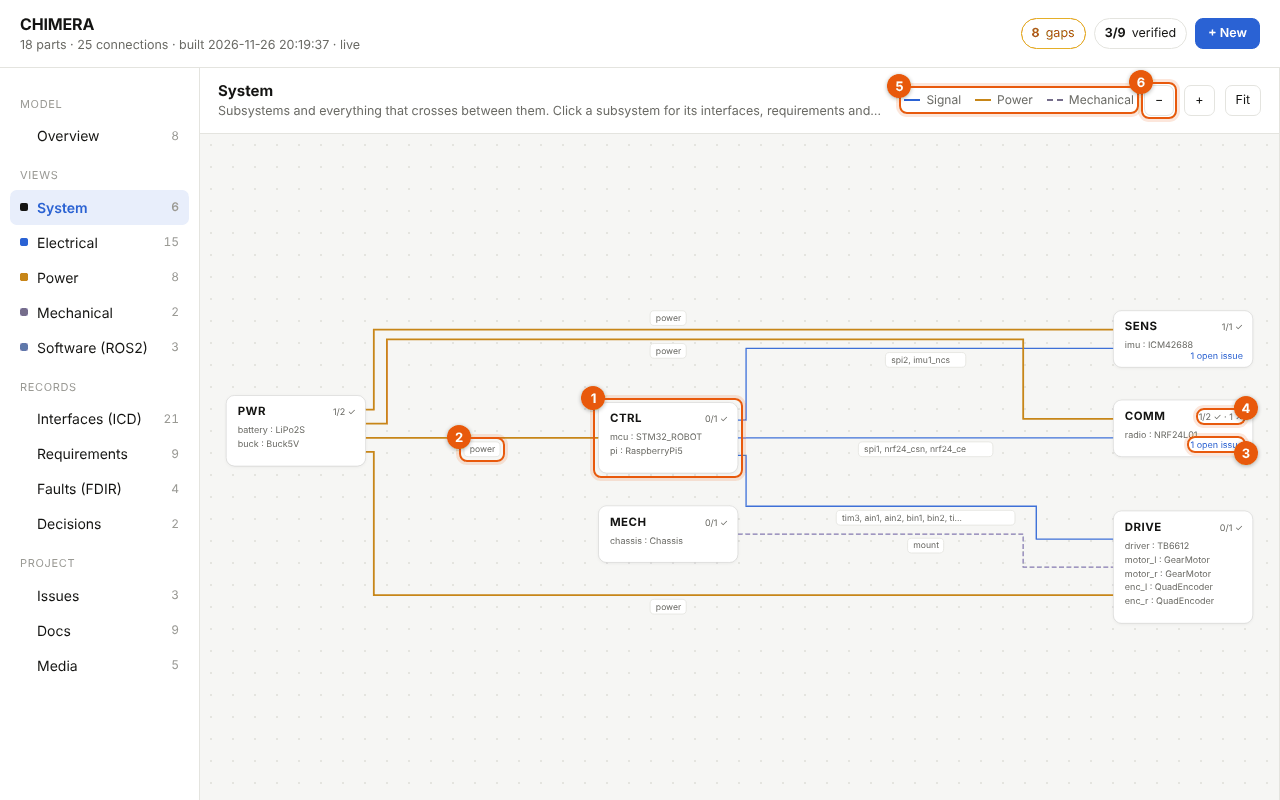 CHIMERA
18 parts · 25 connections · built 2026-11-26 20:19:37 · live
8 gaps
3/9 verified
+ New
MODEL
Overview 8
VIEWS
System 6
Electrical 15
Power 8
Mechanical 2
Software (ROS2) 3
RECORDS
Interfaces (ICD) 21
Requirements 9
Faults (FDIR) 4
Decisions 2
PROJECT
Issues 3
Docs 9
Media 5
System
Subsystems and everything that crosses between them. Click a subsystem for its interfaces, requirements and...
5
Signal
Power
Mechanical
6
−
+
Fit
power
power
spi2, imu1_ncs
SENS 1/1 ✓
imu : ICM42688
1 open issue
PWR 1/2 ✓
battery : LiPo2S
buck : Buck5V
2
power
1
CTRL 0/1 ✓
mcu : STM32_ROBOT
pi : RaspberryPi5
spi1, nrf24_csn, nrf24_ce
COMM 1/2 ✓ · 1
4
radio : NRF24L01
1 open
3
MECH 0/1 ✓
chassis : Chassis
tim3, ain1, ain2, bin1, bin2, ti...
mount
DRIVE 0/1 ✓
driver : TB6612
motor_l : GearMotor
motor_r : GearMotor
enc_l : QuadEncoder
enc_r : QuadEncoder
power